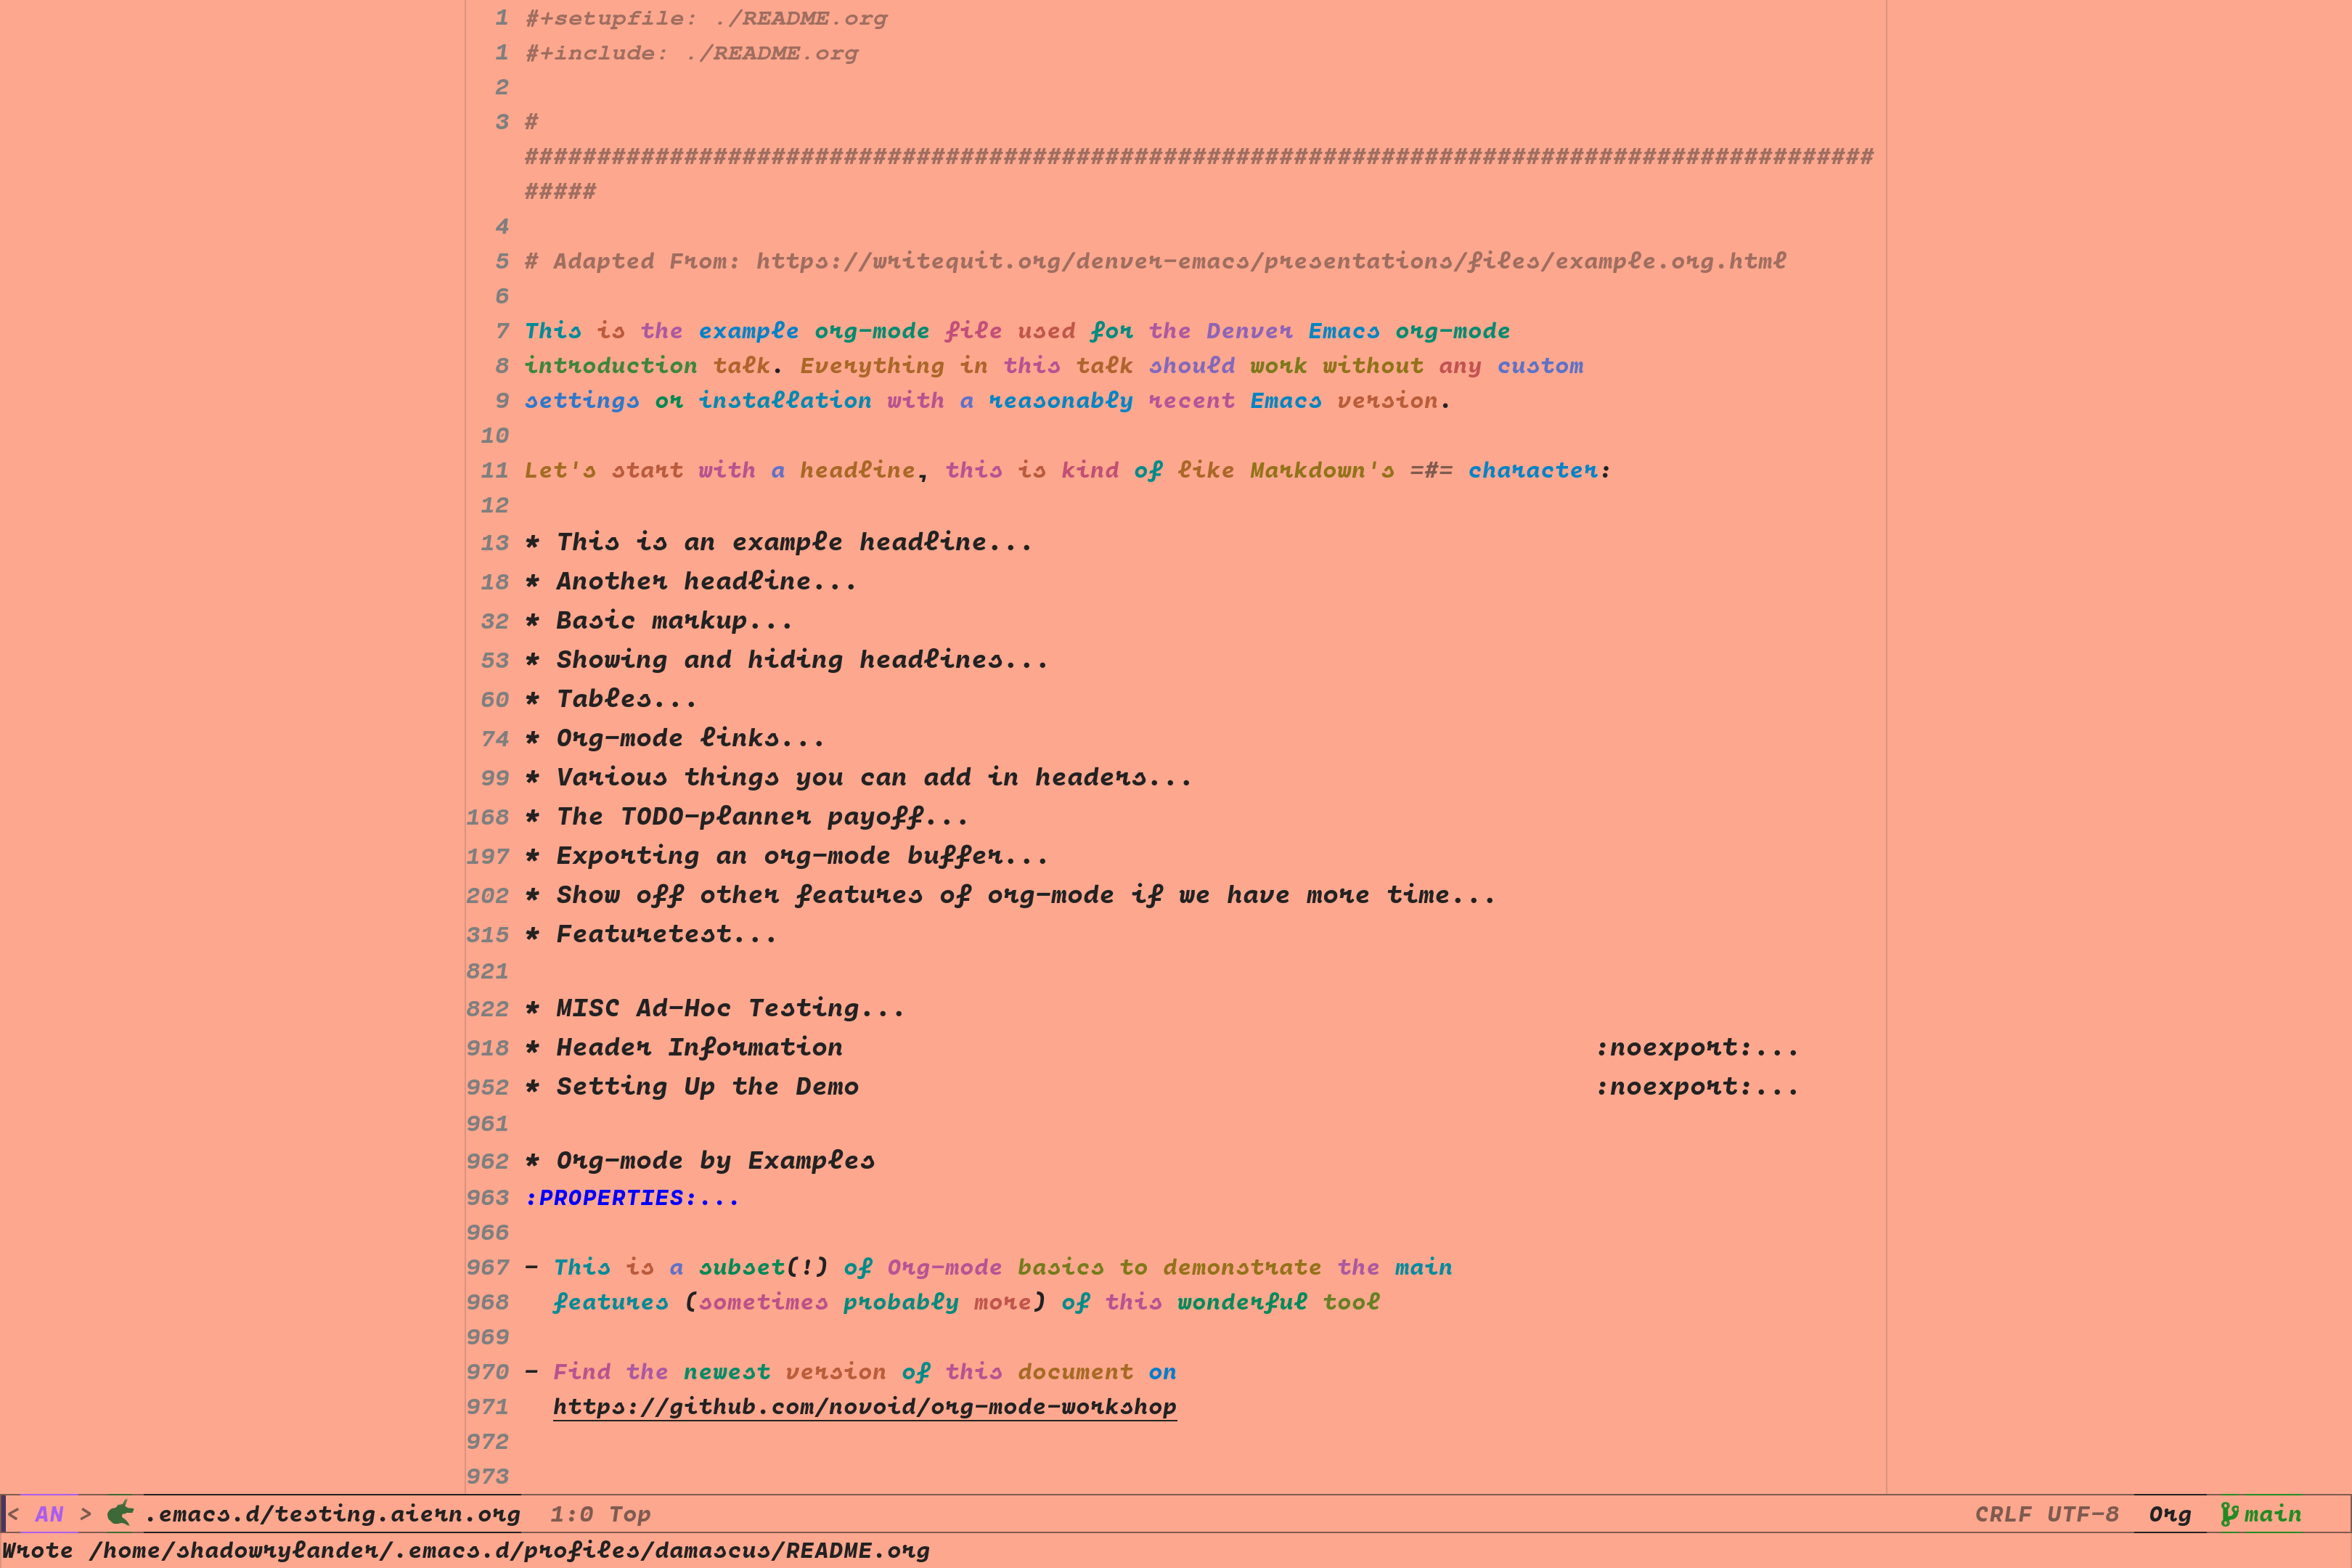 1 #+setupfile: ./README.org
1 #+include: ./README.org
2
3 #
#############################################################################################
#####
4
5 # Adapted From: https://writequit.org/denver-emacs/presentations/files/example.org.html
6
7 This is the example org-mode file used for the Denver Emacs org-mode
8 introduction talk. Everything in this talk should work without any custom
9 settings or installation with a reasonably recent Emacs version.
10
11 Let's start with a headline, this is kind of like Markdown's =#= character:
12
13 * This is an example headline...
18 * Another headline...
32 * Basic markup...
53 * Showing and hiding headlines...
60 * Tables...
74 * Org-mode links...
99 * Various things you can add in headers...
168 * The TODO-planner payoff...
197 * Exporting an org-mode buffer...
202 * Show off other features of org-mode if we have more time...
315 * Featuretest...
821
822 * MISC Ad-Hoc Testing...
918 * Header Information :noexport:...
952 * Setting Up the Demo :noexport:...
961
962 * Org-mode by Examples
963 :PROPERTIES:...
966
967 - This is a subset(!) of Org-mode basics to demonstrate the main
968 features (sometimes probably more) of this wonderful tool
969
970 - Find the newest version of this document on
971 https://github.com/novoid/org-mode-workshop
972
973
< AN > .emacs.d/testing.aiern.org 1:0 Top CRLF UTF-8 Org main
Wrote /home/shadowrylander/.emacs.d/profiles/damascus/README.org